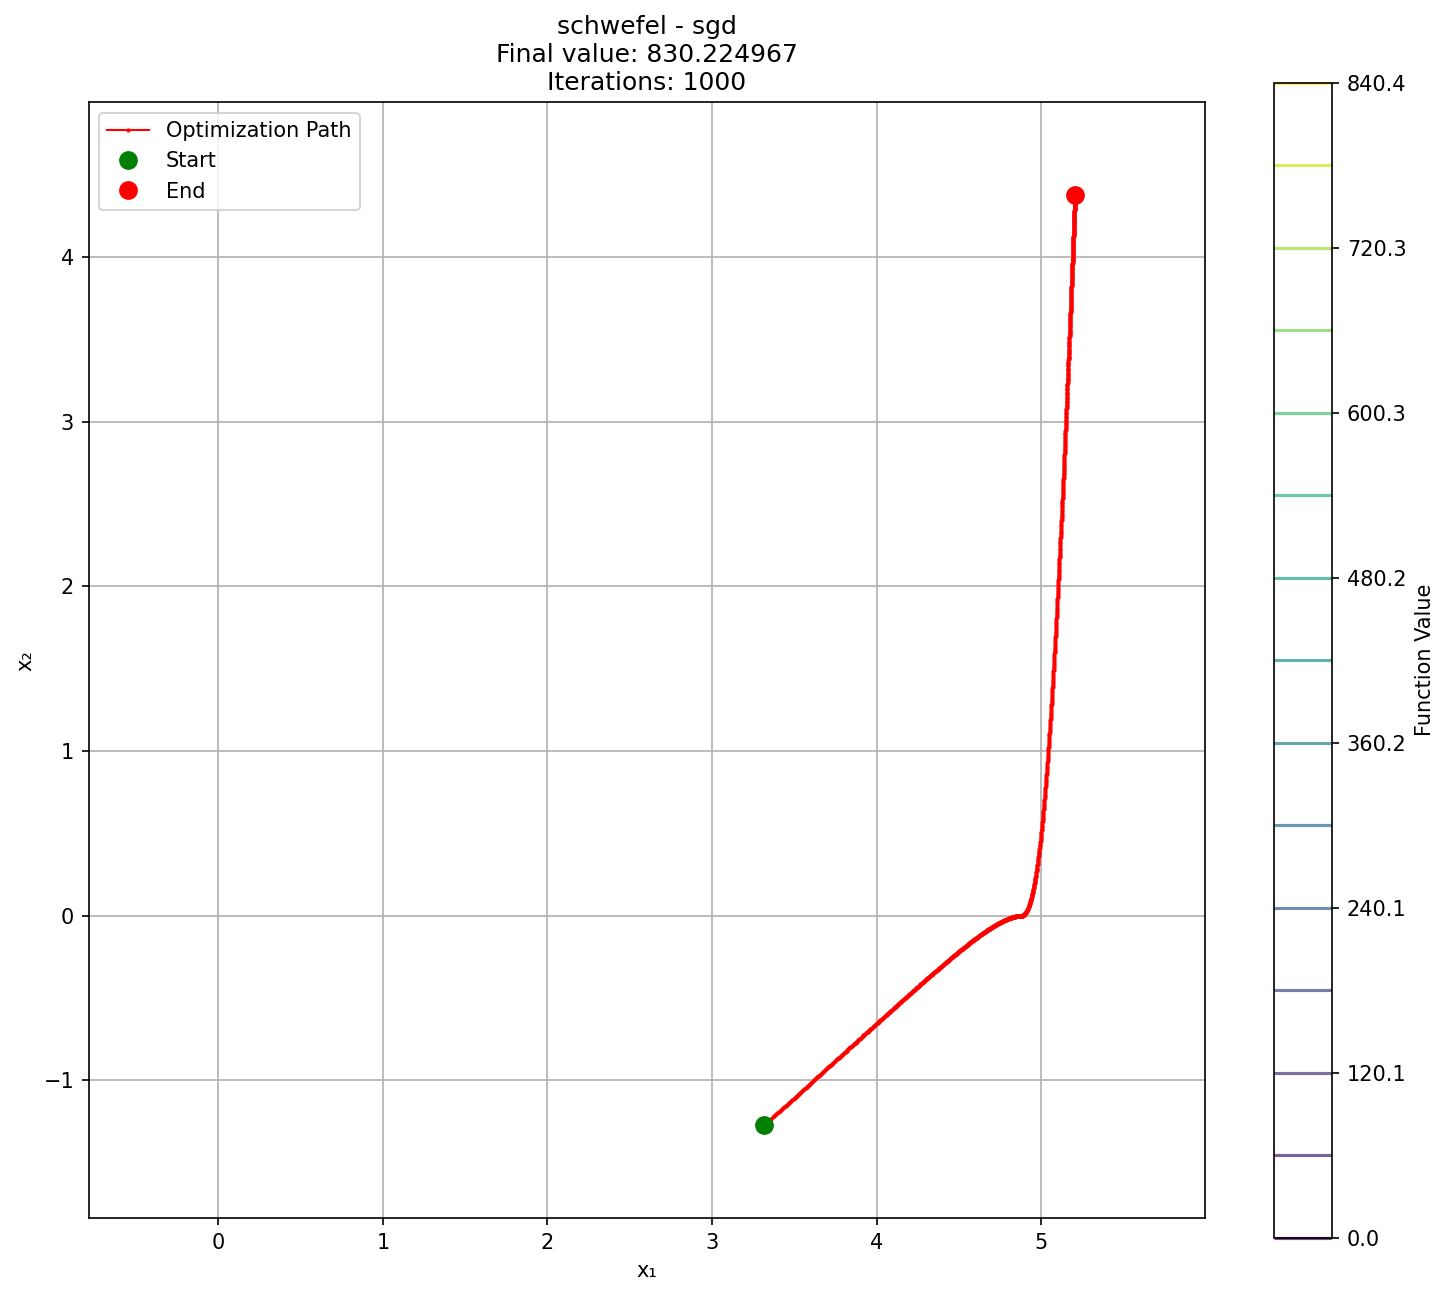 schwefel - sgd
Final value: 830.224967
Iterations: 1000
Optimization Path
Start
End
4
3
2
1
0
−1
x₂
0
1
2
3
4
5
x₁
840.4
720.3
600.3
480.2
360.2
240.1
120.1
0.0
Function Value